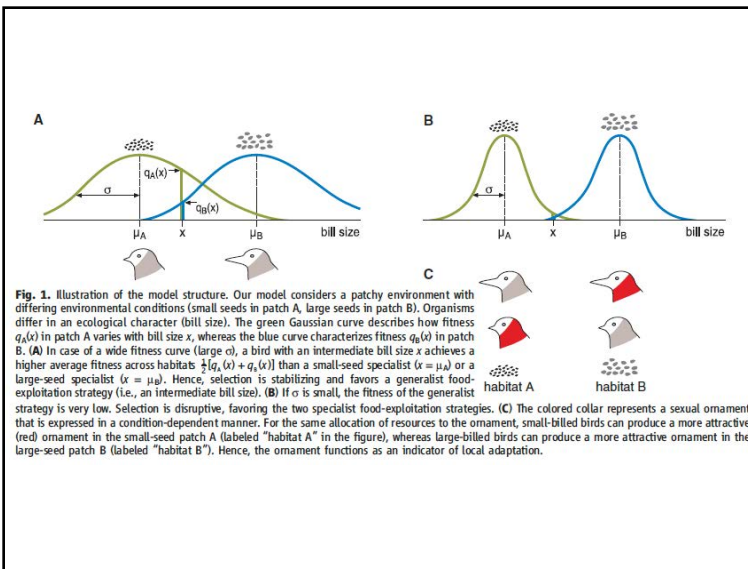 A
B
qA(x)
σ
qB(x)
σ
μA
x
μB
bill size
μA
x
μB
bill size
C
Fig. 1. Illustration of the model structure. Our model considers a patchy environment with
differing environmental conditions (small seeds in patch A, large seeds in patch B). Organisms
differ in an ecological character (bill size). The green Gaussian curve describes how fitness
qA(x) in patch A varies with bill size x, whereas the blue curve characterizes fitness qB(x) in patch
B. (A) In case of a wide fitness curve (large σ), a bird with an intermediate bill size x achieves a
higher average fitness across habitats ½[qA(x) + qB(x)] than a small-seed specialist (x = μA) or a
large-seed specialist (x = μB). Hence, selection is stabilizing and favors a generalist food-
exploitation strategy (i.e., an intermediate bill size). (B) If σ is small, the fitness of the generalist
habitat A
habitat B
strategy is very low. Selection is disruptive, favoring the two specialist food-exploitation strategies. (C) The colored collar represents a sexual ornament
that is expressed in a condition-dependent manner. For the same allocation of resources to the ornament, small-billed birds can produce a more attractive
(red) ornament in the small-seed patch A (labeled "habitat A" in the figure), whereas large-billed birds can produce a more attractive ornament in the
large-seed patch B (labeled "habitat B"). Hence, the ornament functions as an indicator of local adaptation.